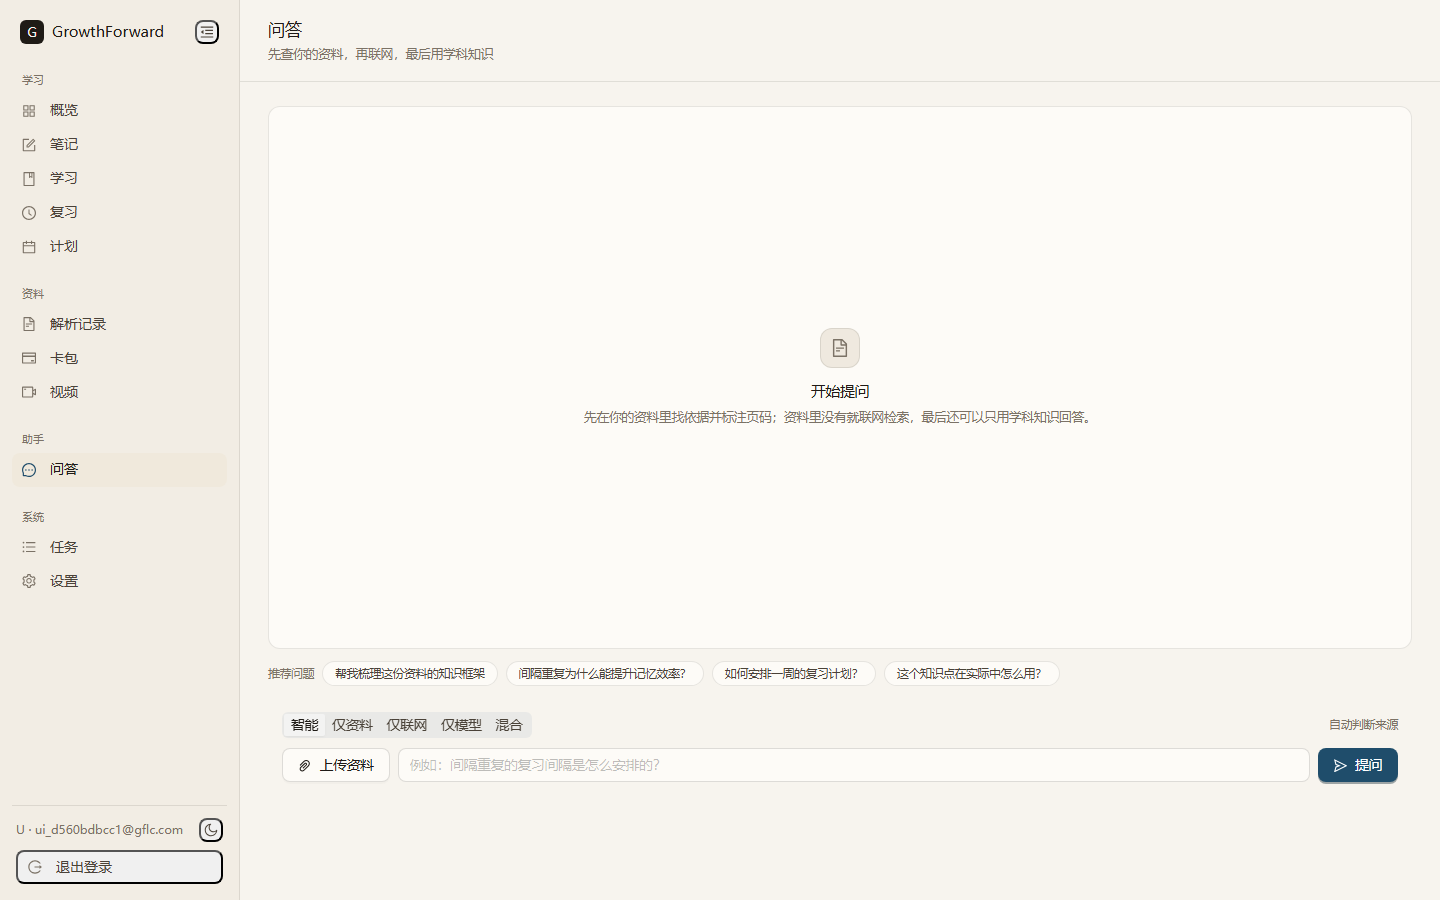 G GrowthForward
学习
概览
笔记
学习
复习
计划
资料
解析记录
卡包
视频
助手
问答
系统
任务
设置
U · ui_d560bdbcc1@gflc.com
退出登录
问答
先查你的资料，再联网，最后用学科知识
开始提问
先在你的资料里找依据并标注页码；资料里没有就联网检索，最后还可以只用学科知识回答。
推荐问题 帮我梳理这份资料的知识框架 间隔重复为什么能提升记忆效率？ 如何安排一周的复习计划？ 这个知识点在实际中怎么用？
智能 仅资料 仅联网 仅模型 混合 自动判断来源
上传资料 例如：间隔重复的复习间隔是怎么安排的？ 提问